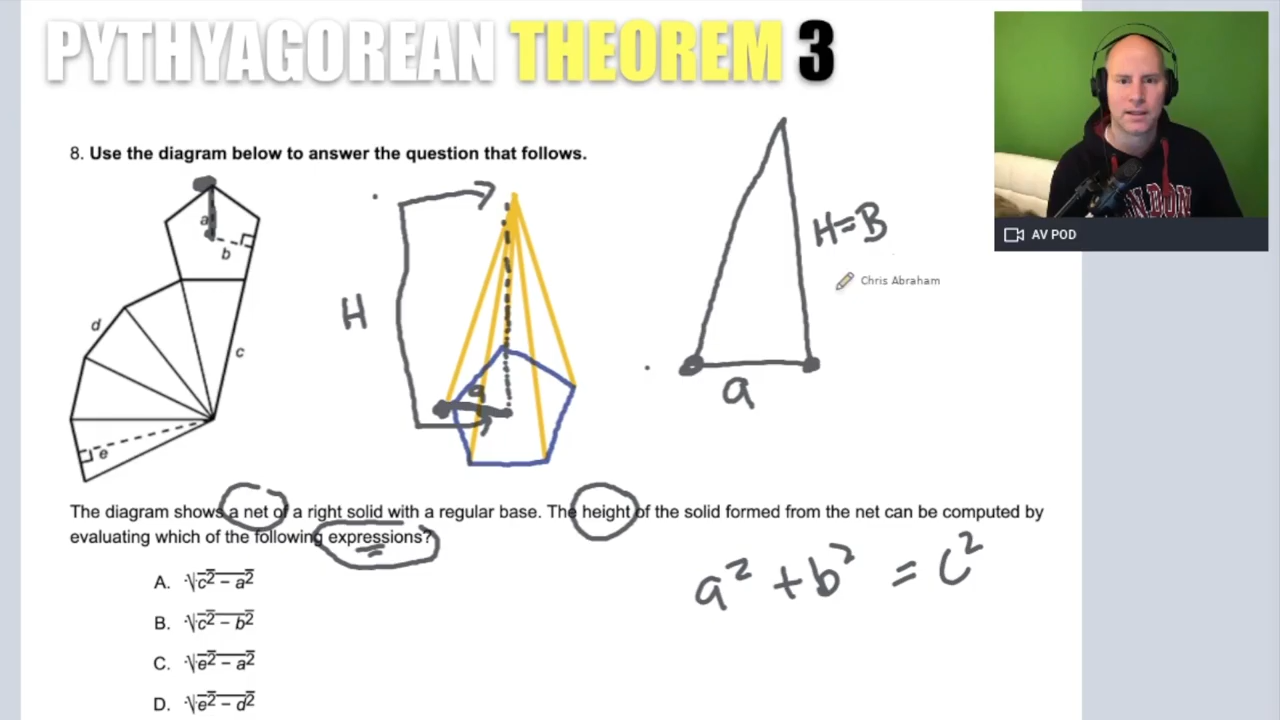 PYTHYAGOREAN THEOREM 3
8. Use the diagram below to answer the question that follows.
a
b
d
c
e
H
a
H=B
a
Chris Abraham
LONDON
AV POD
The diagram shows a net of a right solid with a regular base. The height of the solid formed from the net can be computed by
evaluating which of the following expressions?
a² + b² = c²
A. √c² – a²
B. √c² – b²
C. √e² – a²
D. √e² – d²